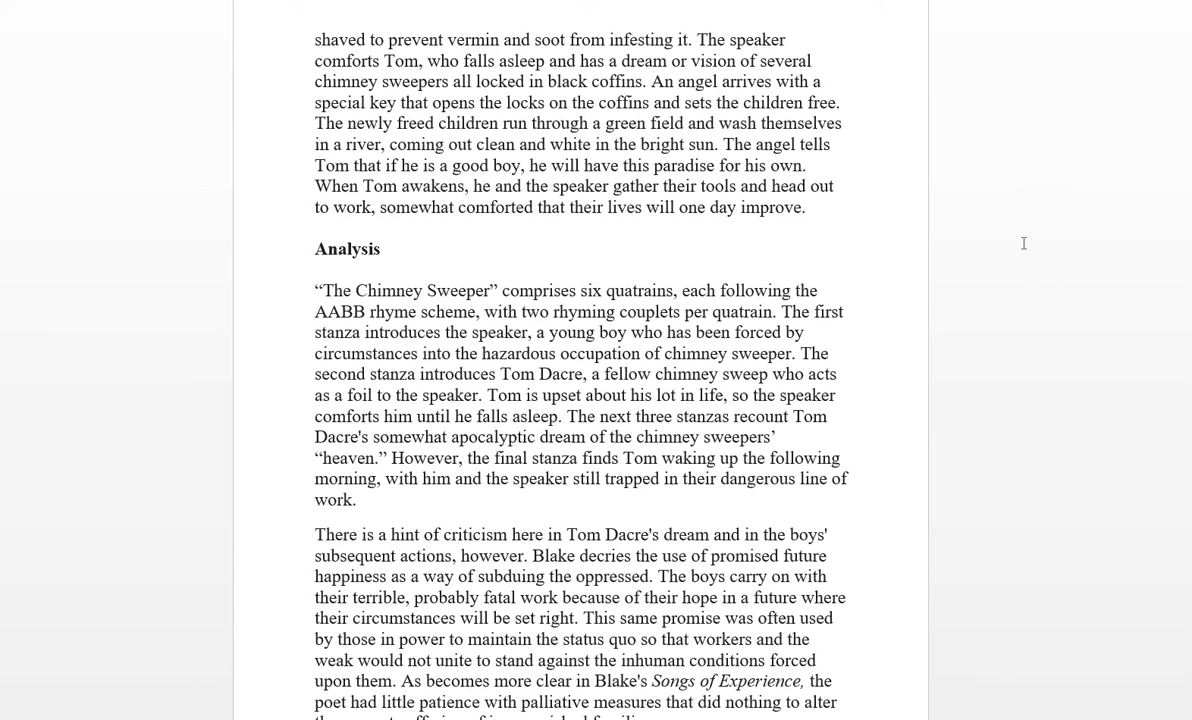 shaved to prevent vermin and soot from infesting it. The speaker
comforts Tom, who falls asleep and has a dream or vision of several
chimney sweepers all locked in black coffins. An angel arrives with a
special key that opens the locks on the coffins and sets the children free.
The newly freed children run through a green field and wash themselves
in a river, coming out clean and white in the bright sun. The angel tells
Tom that if he is a good boy, he will have this paradise for his own.
When Tom awakens, he and the speaker gather their tools and head out
to work, somewhat comforted that their lives will one day improve.
Analysis
“The Chimney Sweeper” comprises six quatrains, each following the
AABB rhyme scheme, with two rhyming couplets per quatrain. The first
stanza introduces the speaker, a young boy who has been forced by
circumstances into the hazardous occupation of chimney sweeper. The
second stanza introduces Tom Dacre, a fellow chimney sweep who acts
as a foil to the speaker. Tom is upset about his lot in life, so the speaker
comforts him until he falls asleep. The next three stanzas recount Tom
Dacre's somewhat apocalyptic dream of the chimney sweepers’
“heaven.” However, the final stanza finds Tom waking up the following
morning, with him and the speaker still trapped in their dangerous line of
work.
There is a hint of criticism here in Tom Dacre's dream and in the boys'
subsequent actions, however. Blake decries the use of promised future
happiness as a way of subduing the oppressed. The boys carry on with
their terrible, probably fatal work because of their hope in a future where
their circumstances will be set right. This same promise was often used
by those in power to maintain the status quo so that workers and the
weak would not unite to stand against the inhuman conditions forced
upon them. As becomes more clear in Blake's Songs of Experience, the
poet had little patience with palliative measures that did nothing to alter